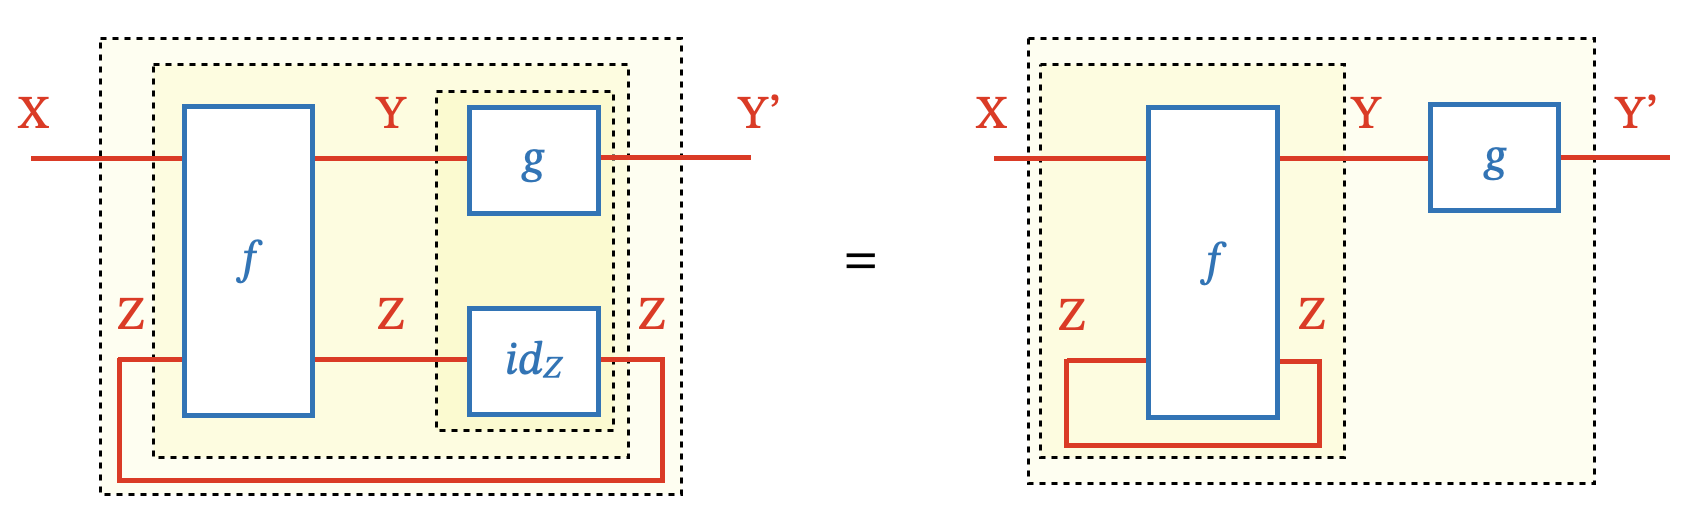 X Y g Y’ = X Y g Y’
f f
Z Z id_Z Z Z Z